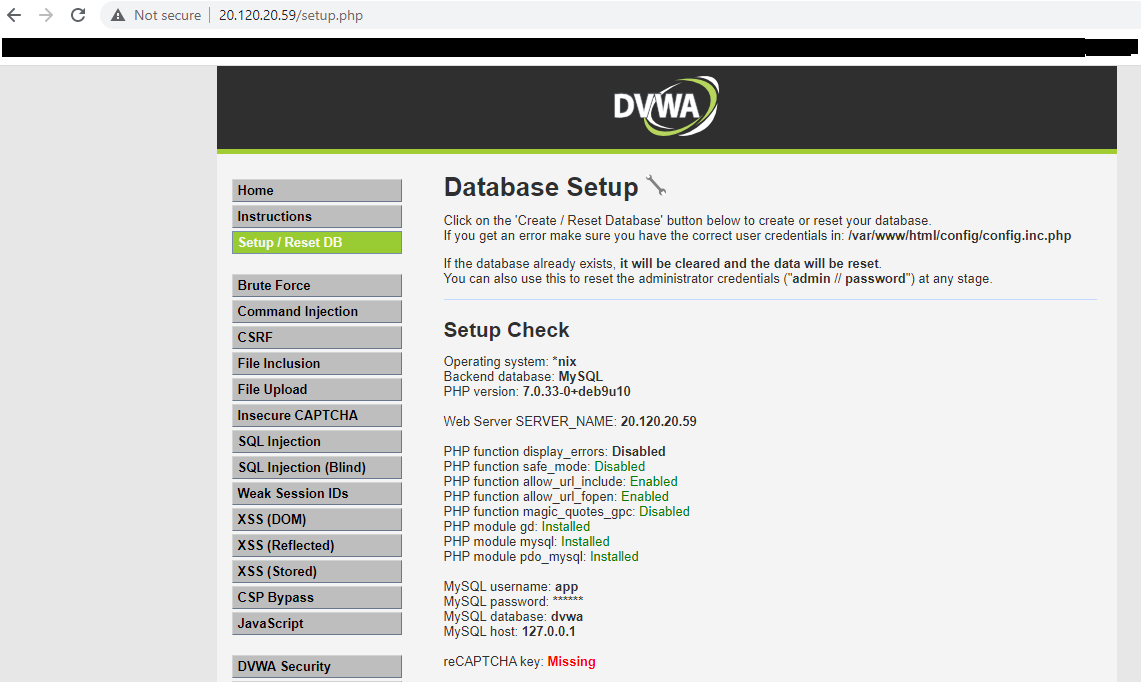 Not secure | 20.120.20.59/setup.php
DVWA
Home
Instructions
Setup / Reset DB
Brute Force
Command Injection
CSRF
File Inclusion
File Upload
Insecure CAPTCHA
SQL Injection
SQL Injection (Blind)
Weak Session IDs
XSS (DOM)
XSS (Reflected)
XSS (Stored)
CSP Bypass
JavaScript
DVWA Security
Database Setup
Click on the 'Create / Reset Database' button below to create or reset your database.
If you get an error make sure you have the correct user credentials in: /var/www/html/config/config.inc.php
If the database already exists, it will be cleared and the data will be reset.
You can also use this to reset the administrator credentials ("admin // password") at any stage.
Setup Check
Operating system: *nix
Backend database: MySQL
PHP version: 7.0.33-0+deb9u10
Web Server SERVER_NAME: 20.120.20.59
PHP function display_errors: Disabled
PHP function safe_mode: Disabled
PHP function allow_url_include: Enabled
PHP function allow_url_fopen: Enabled
PHP function magic_quotes_gpc: Disabled
PHP module gd: Installed
PHP module mysql: Installed
PHP module pdo_mysql: Installed
MySQL username: app
MySQL password: ******
MySQL database: dvwa
MySQL host: 127.0.0.1
reCAPTCHA key: Missing